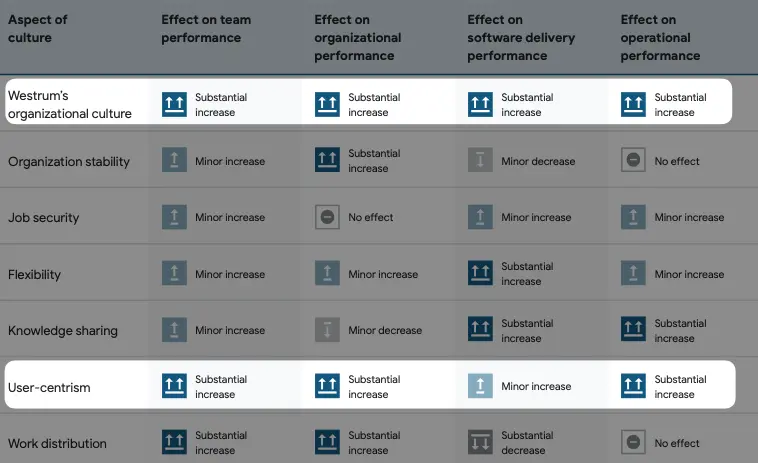 Aspect of culture
Effect on team performance
Effect on organizational performance
Effect on software delivery performance
Effect on operational performance
Westrum's organizational culture
Substantial increase
Substantial increase
Substantial increase
Substantial increase
Organization stability
Minor increase
Substantial increase
Minor decrease
No effect
Job security
Minor increase
No effect
Minor increase
Minor increase
Flexibility
Minor increase
Minor increase
Substantial increase
Minor increase
Knowledge sharing
Minor increase
Minor decrease
Substantial increase
Substantial increase
User-centrism
Substantial increase
Substantial increase
Minor increase
Substantial increase
Work distribution
Substantial increase
Substantial increase
Substantial decrease
No effect